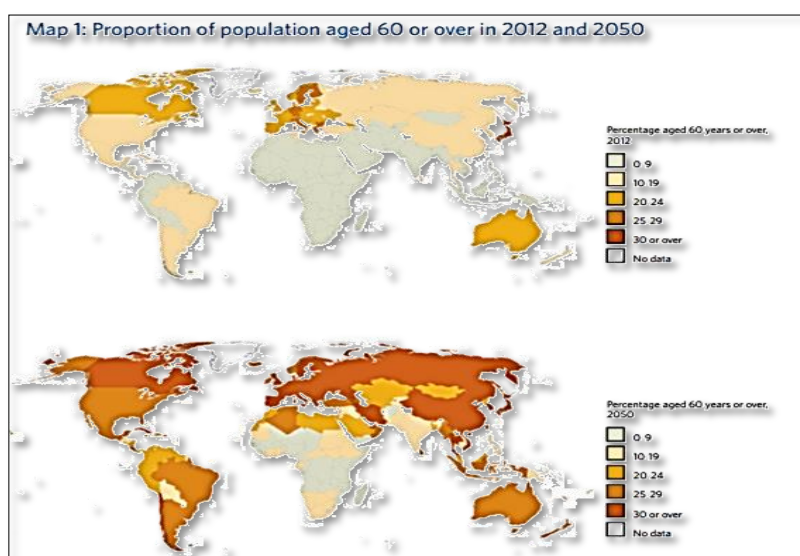 Map 1: Proportion of population aged 60 or over in 2012 and 2050
Percentage aged 60 years or over,
2012
0-9
10-19
20-24
25-29
30 or over
No data
Percentage aged 60 years or over,
2050
0-9
10-19
20-24
25-29
30 or over
No data